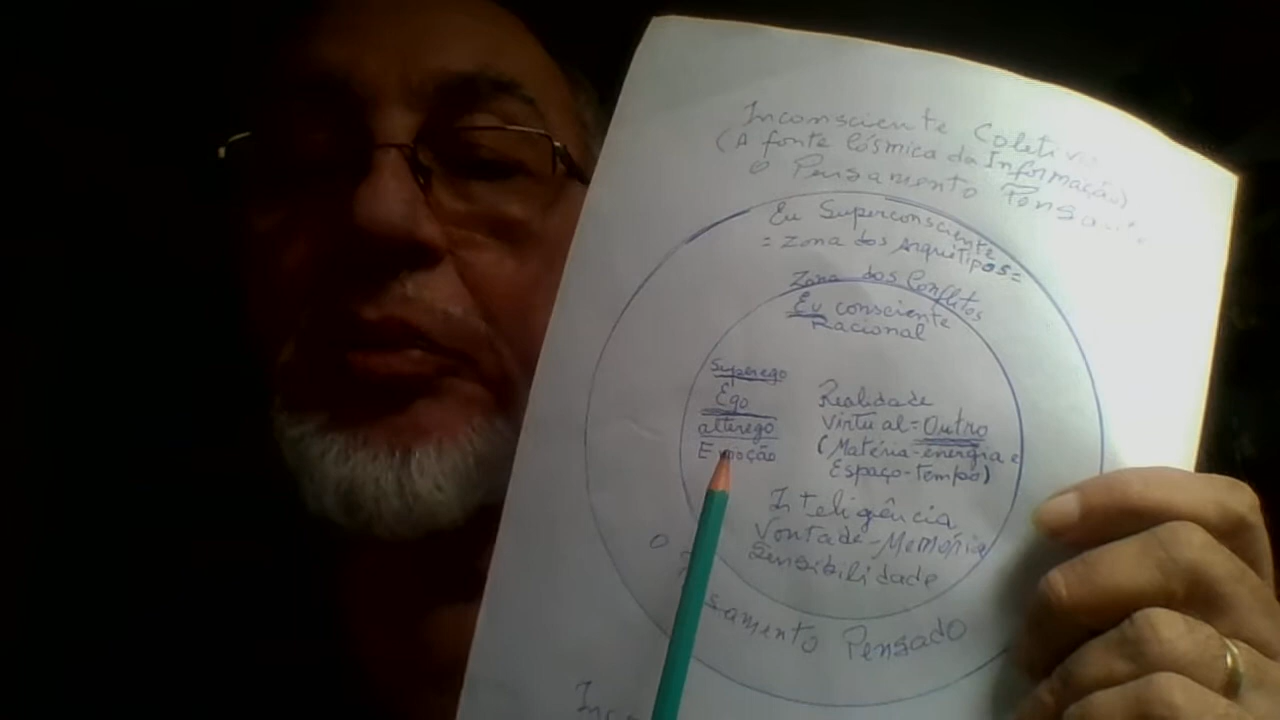 Inconsciente Coletivo
(A fonte Cósmica da Informação)
O Pensamento Pensante
Eu Superconsciente
= Zona dos Arquétipos =
Zona dos Conflitos
Eu consciente
Racional
Superego
Ego
alterego
Emoção
Realidade
Virtual = Outro
(Matéria-energia e
Espaço-tempo)
Inteligência
Vontade - Memória
Sensibilidade
O
samento Pensado
Inc